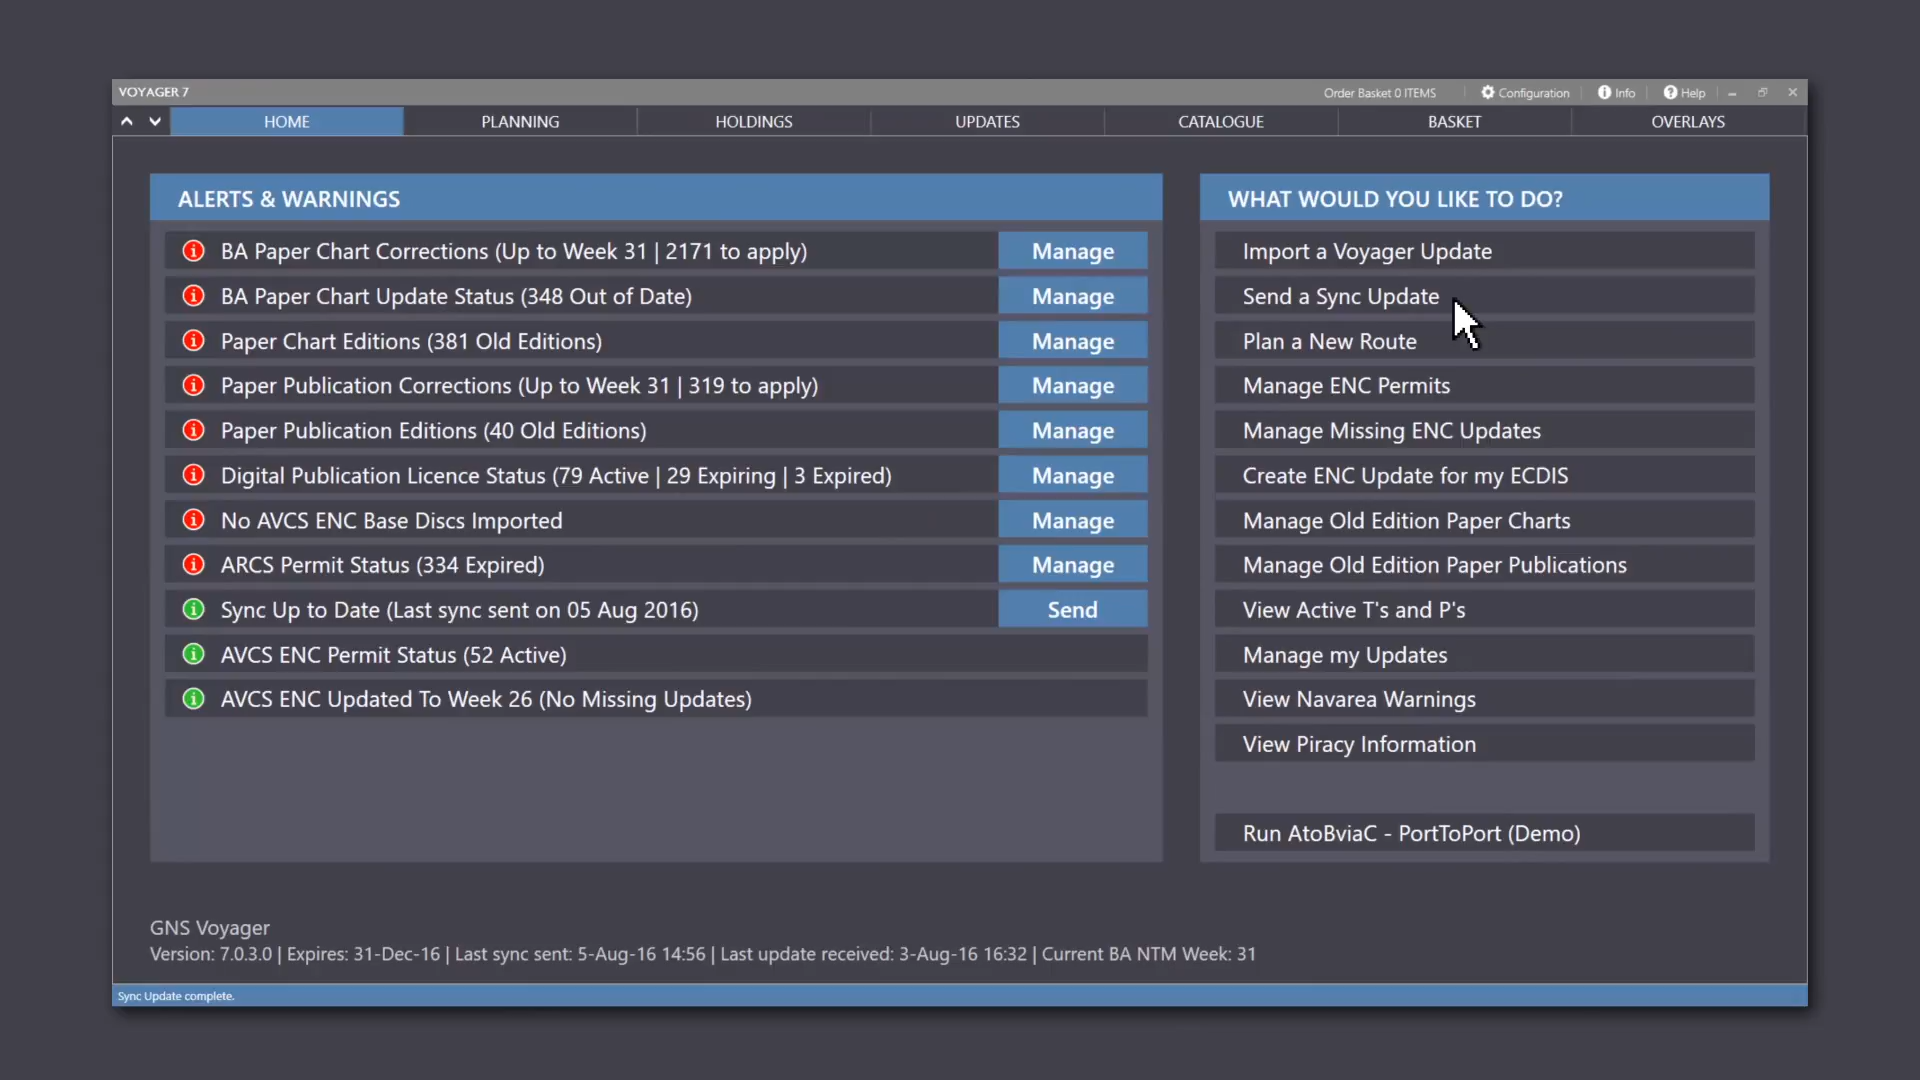 VOYAGER 7
Order Basket 0 ITEMS
Configuration
Info
Help
HOME
PLANNING
HOLDINGS
UPDATES
CATALOGUE
BASKET
OVERLAYS
ALERTS & WARNINGS
BA Paper Chart Corrections (Up to Week 31 | 2171 to apply)
Manage
BA Paper Chart Update Status (348 Out of Date)
Manage
Paper Chart Editions (381 Old Editions)
Manage
Paper Publication Corrections (Up to Week 31 | 319 to apply)
Manage
Paper Publication Editions (40 Old Editions)
Manage
Digital Publication Licence Status (79 Active | 29 Expiring | 3 Expired)
Manage
No AVCS ENC Base Discs Imported
Manage
ARCS Permit Status (334 Expired)
Manage
Sync Up to Date (Last sync sent on 05 Aug 2016)
Send
AVCS ENC Permit Status (52 Active)
AVCS ENC Updated To Week 26 (No Missing Updates)
WHAT WOULD YOU LIKE TO DO?
Import a Voyager Update
Send a Sync Update
Plan a New Route
Manage ENC Permits
Manage Missing ENC Updates
Create ENC Update for my ECDIS
Manage Old Edition Paper Charts
Manage Old Edition Paper Publications
View Active T's and P's
Manage my Updates
View Navarea Warnings
View Piracy Information
Run AtoBviaC - PortToPort (Demo)
GNS Voyager
Version: 7.0.3.0 | Expires: 31-Dec-16 | Last sync sent: 5-Aug-16 14:56 | Last update received: 3-Aug-16 16:32 | Current BA NTM Week: 31
Sync Update complete.